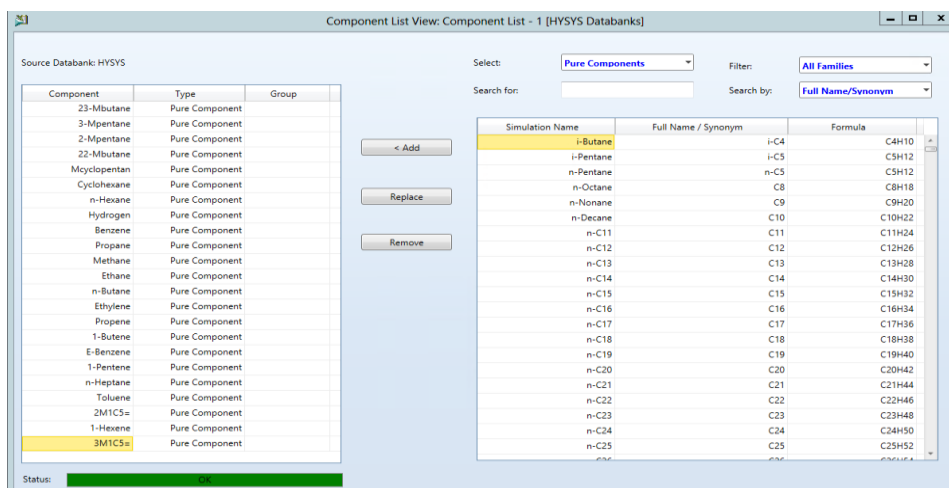 Component List View: Component List - 1 [HYSYS Databanks]
Source Databank: HYSYS
Select: Pure Components Filter: All Families
Search for: Search by: Full Name/Synonym
Component Type Group
23-Mbutane Pure Component
3-Mpentane Pure Component
2-Mpentane Pure Component
22-Mbutane Pure Component
Mcyclopentan Pure Component
Cyclohexane Pure Component
n-Hexane Pure Component
Hydrogen Pure Component
Benzene Pure Component
Propane Pure Component
Methane Pure Component
Ethane Pure Component
n-Butane Pure Component
Ethylene Pure Component
Propene Pure Component
1-Butene Pure Component
E-Benzene Pure Component
1-Pentene Pure Component
n-Heptane Pure Component
Toluene Pure Component
2M1C5= Pure Component
1-Hexene Pure Component
3M1C5= Pure Component
Status: OK
< Add
Replace
Remove
Simulation Name Full Name / Synonym Formula
i-Butane i-C4 C4H10
i-Pentane i-C5 C5H12
n-Pentane n-C5 C5H12
n-Octane C8 C8H18
n-Nonane C9 C9H20
n-Decane C10 C10H22
n-C11 C11 C11H24
n-C12 C12 C12H26
n-C13 C13 C13H28
n-C14 C14 C14H30
n-C15 C15 C15H32
n-C16 C16 C16H34
n-C17 C17 C17H36
n-C18 C18 C18H38
n-C19 C19 C19H40
n-C20 C20 C20H42
n-C21 C21 C21H44
n-C22 C22 C22H46
n-C23 C23 C23H48
n-C24 C24 C24H50
n-C25 C25 C25H52